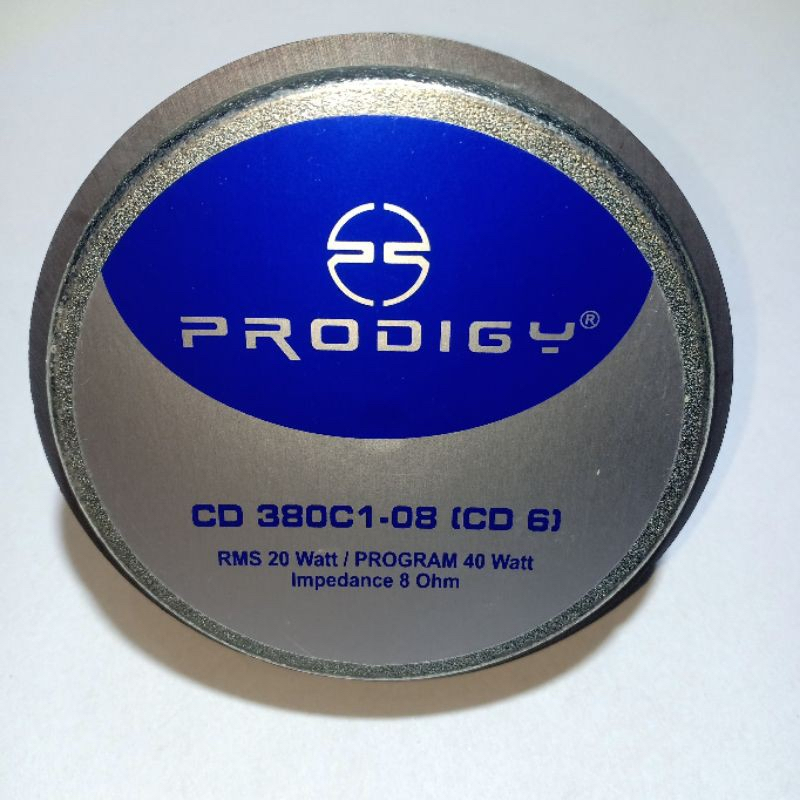 PRODIGY®
CD 380C1-08 (CD 6)
RMS 20 Watt / PROGRAM 40 Watt
Impedance 8 Ohm